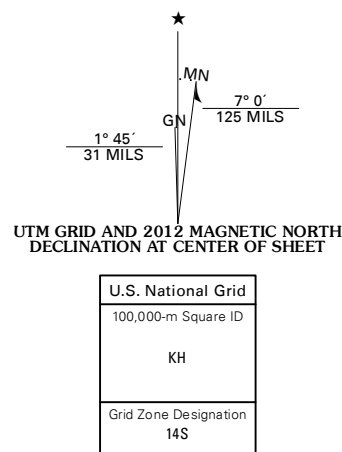 ★
MN
GN
7° 0´
125 MILS
1° 45´
31 MILS
UTM GRID AND 2012 MAGNETIC NORTH
DECLINATION AT CENTER OF SHEET
U.S. National Grid
100,000-m Square ID
KH
Grid Zone Designation
14S